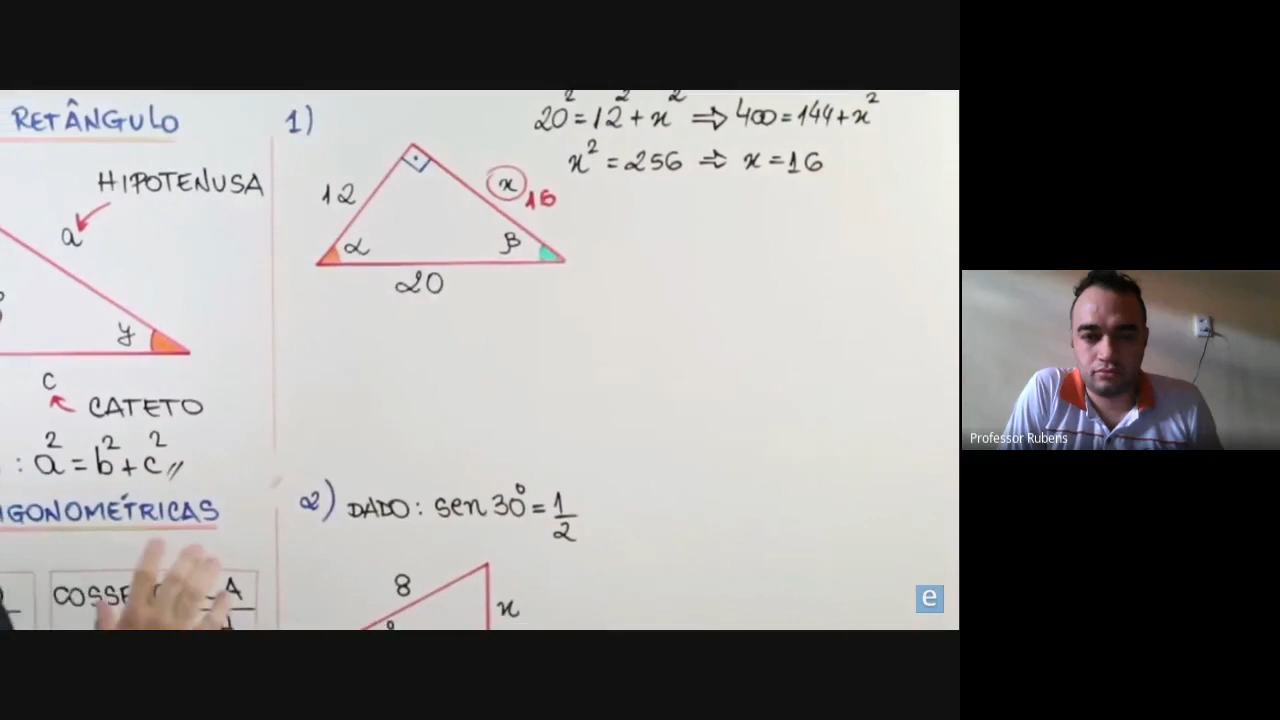 RETÂNGULO
HIPOTENUSA
a
y
c
CATETO
: a² = b² + c² //
IGONOMÉTRICAS
COSSE A
1)
12
x
16
α
β
20
20² = 12² + x² ⇒ 400 = 144 + x²
x² = 256 ⇒ x = 16
2) DADO: sen 30° = 1/2
8
x
e
Professor Rubens